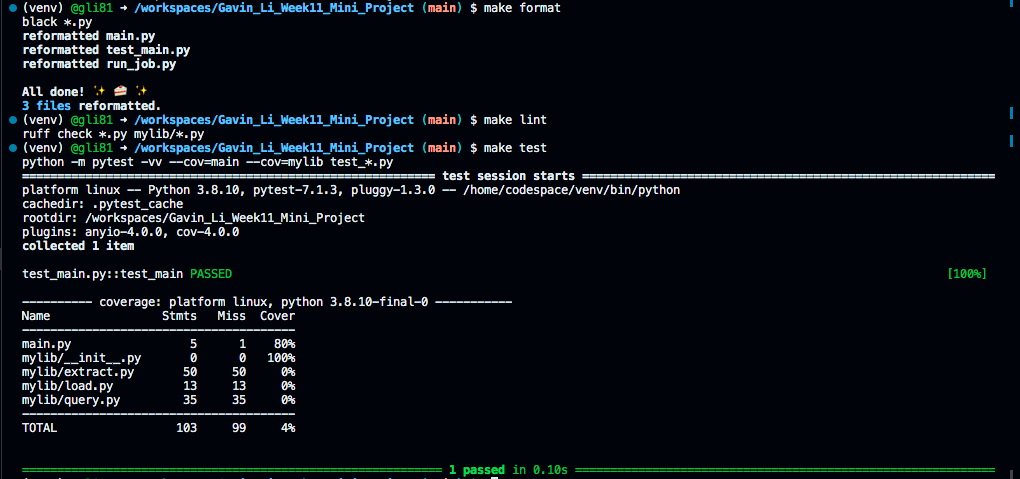 (venv) @gli81 → /workspaces/Gavin_Li_Week11_Mini_Project (main) $ make format
black *.py
reformatted main.py
reformatted test_main.py
reformatted run_job.py
All done! ✨ 🍰 ✨
3 files reformatted.
(venv) @gli81 → /workspaces/Gavin_Li_Week11_Mini_Project (main) $ make lint
ruff check *.py mylib/*.py
(venv) @gli81 → /workspaces/Gavin_Li_Week11_Mini_Project (main) $ make test
python -m pytest -vv --cov=main --cov=mylib test_*.py
=========================================================== test session starts ===========================================================
platform linux -- Python 3.8.10, pytest-7.1.3, pluggy-1.3.0 -- /home/codespace/venv/bin/python
cachedir: .pytest_cache
rootdir: /workspaces/Gavin_Li_Week11_Mini_Project
plugins: anyio-4.0.0, cov-4.0.0
collected 1 item
test_main.py::test_main PASSED [100%]
---------- coverage: platform linux, python 3.8.10-final-0 -----------
Name Stmts Miss Cover
---------------------------------------
main.py 5 1 80%
mylib/__init__.py 0 0 100%
mylib/extract.py 50 50 0%
mylib/load.py 13 13 0%
mylib/query.py 35 35 0%
---------------------------------------
TOTAL 103 99 4%
============================================================ 1 passed in 0.10s ============================================================